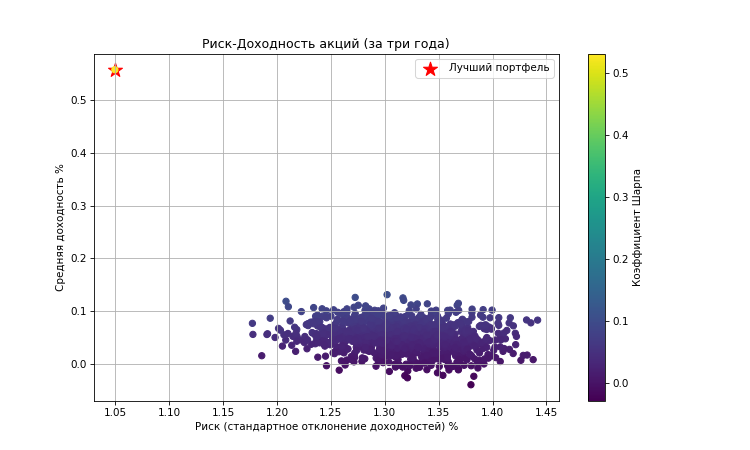 Риск-Доходность акций (за три года)
Лучший портфель
Средняя доходность %
0.5
0.4
0.3
0.2
0.1
0.0
1.05 1.10 1.15 1.20 1.25 1.30 1.35 1.40 1.45
Риск (стандартное отклонение доходностей) %
0.5
0.4
0.3
0.2
0.1
0.0
Коэффициент Шарпа